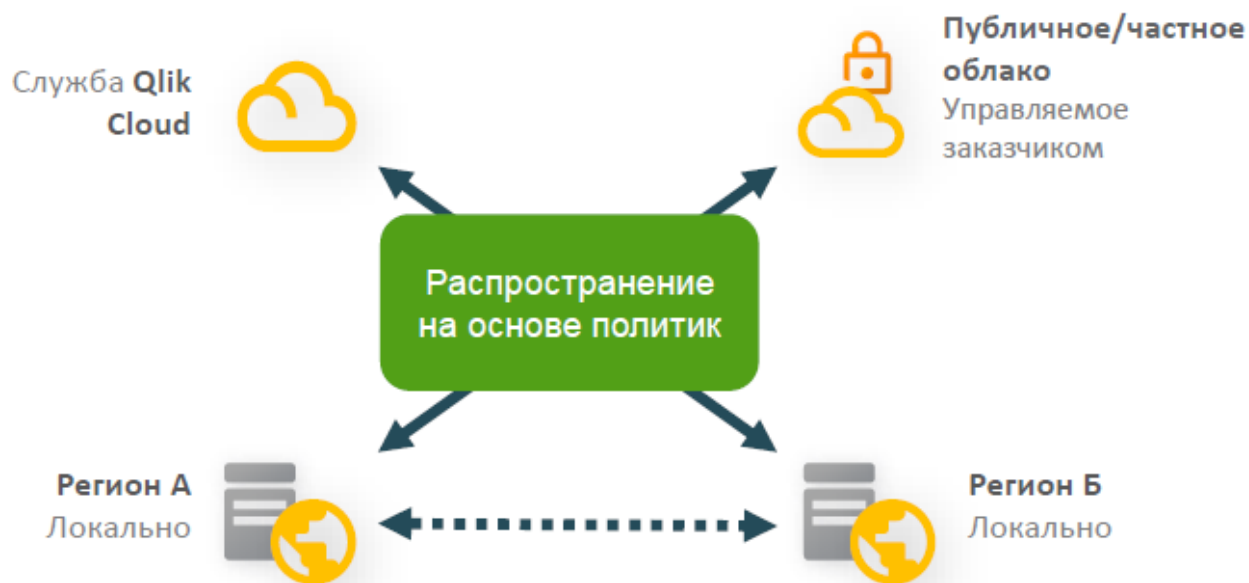 Служба Qlik
Cloud
Публичное/частное
облако
Управляемое
заказчиком
Распространение
на основе политик
Регион А
Локально
Регион Б
Локально